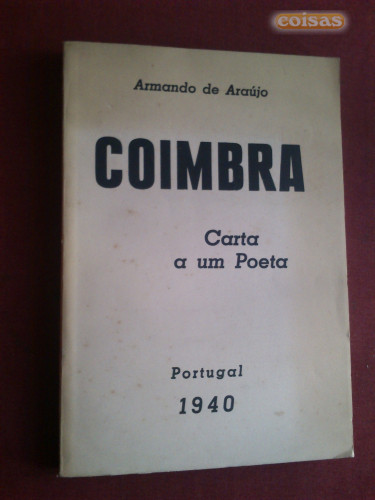 coisas
Armando de Araújo
COIMBRA
Carta
a um Poeta
Portugal
1940